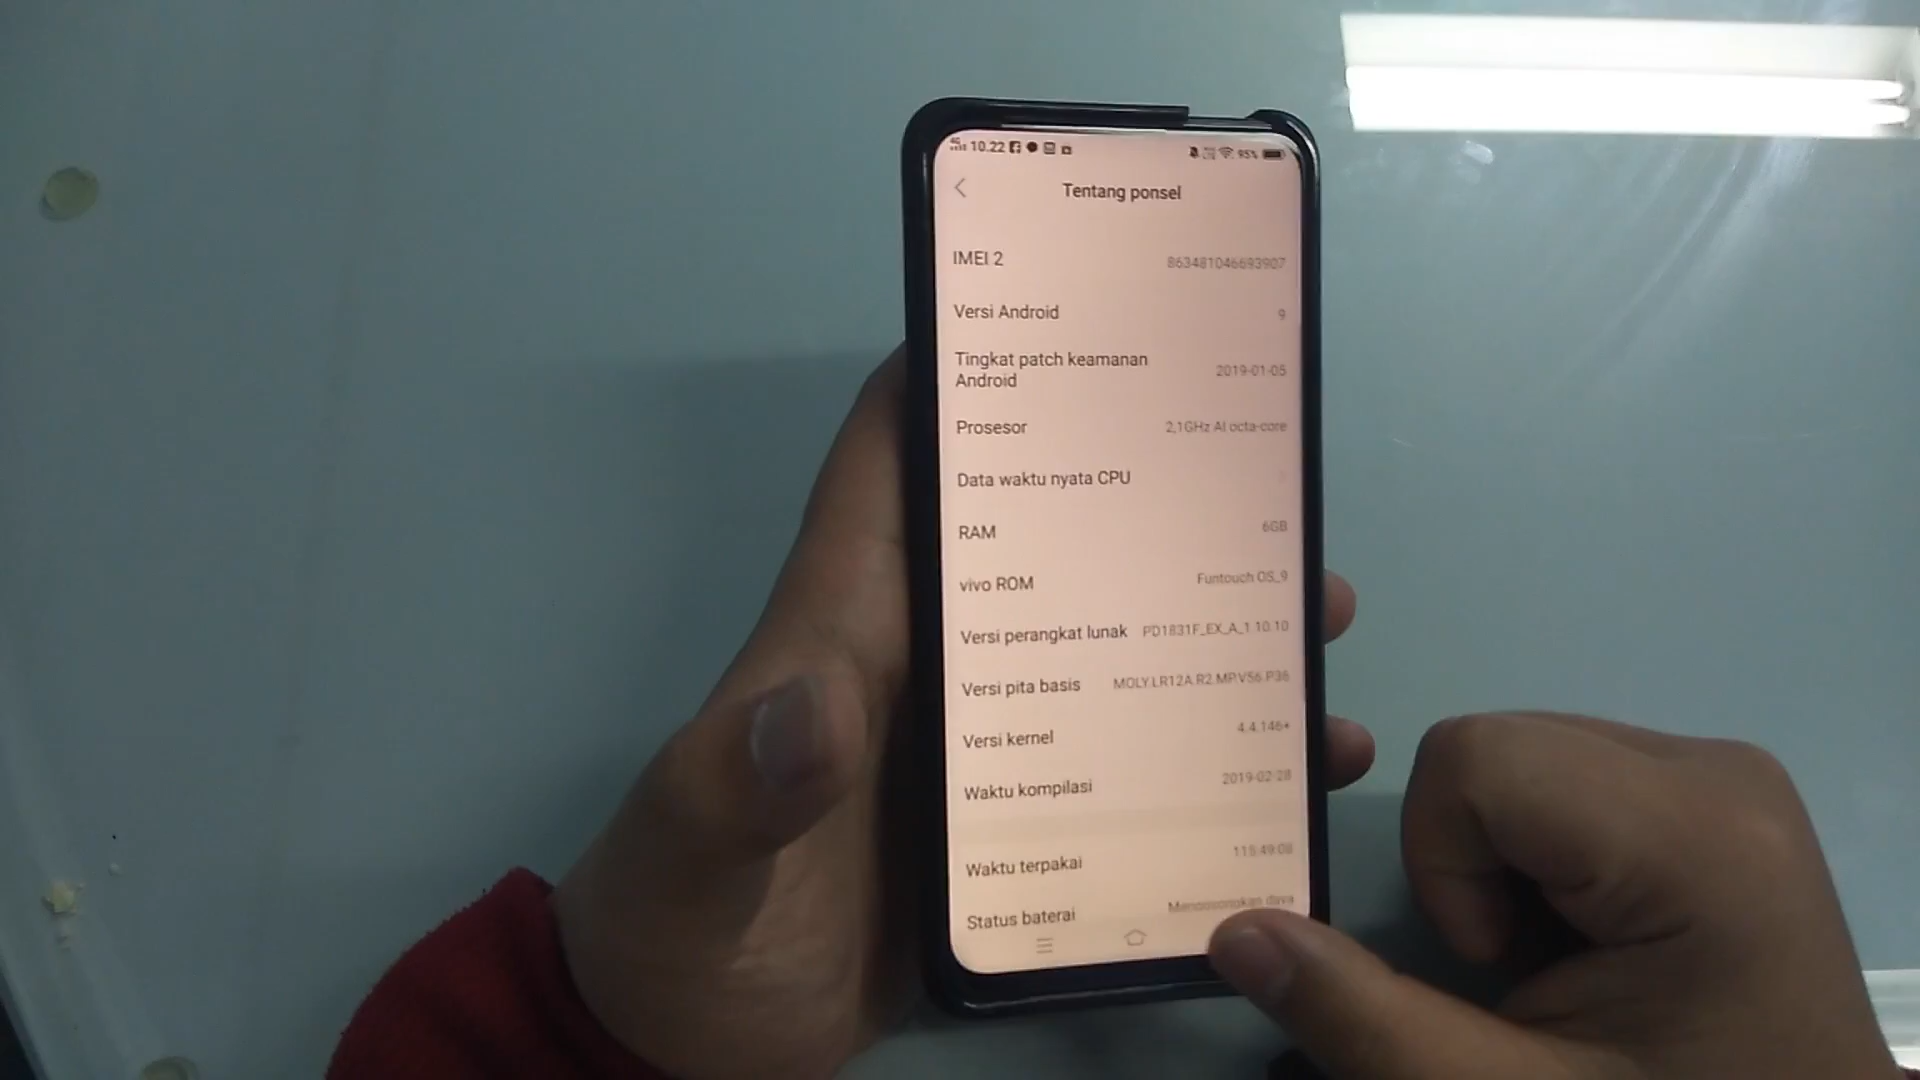 10.22
95%
Tentang ponsel
IMEI 2
863481046693907
Versi Android
9
Tingkat patch keamanan
Android
2019-01-05
Prosesor
2,1GHz AI octa-core
Data waktu nyata CPU
RAM
6GB
vivo ROM
Funtouch OS_9
Versi perangkat lunak
PD1831F_EX_A_1.10.10
Versi pita basis
MOLY.LR12A.R2.MP.V56.P36
Versi kernel
4.4.146+
Waktu kompilasi
2019-02-28
Waktu terpakai
Status baterai
Mengosongkan daya